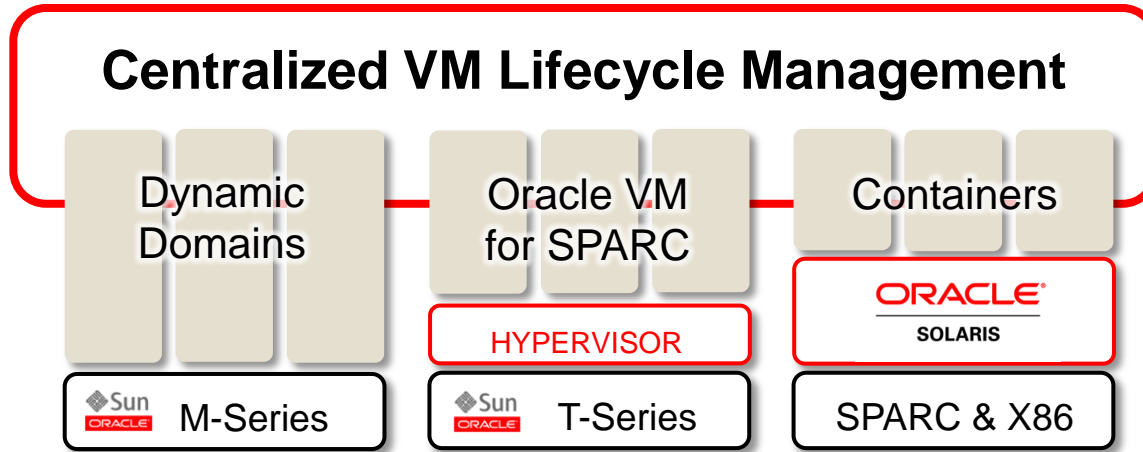 Centralized VM Lifecycle Management
Dynamic
Domains
Oracle VM
for SPARC
Containers
HYPERVISOR
ORACLE®
SOLARIS
Sun
ORACLE
M-Series
Sun
ORACLE
T-Series
SPARC & X86